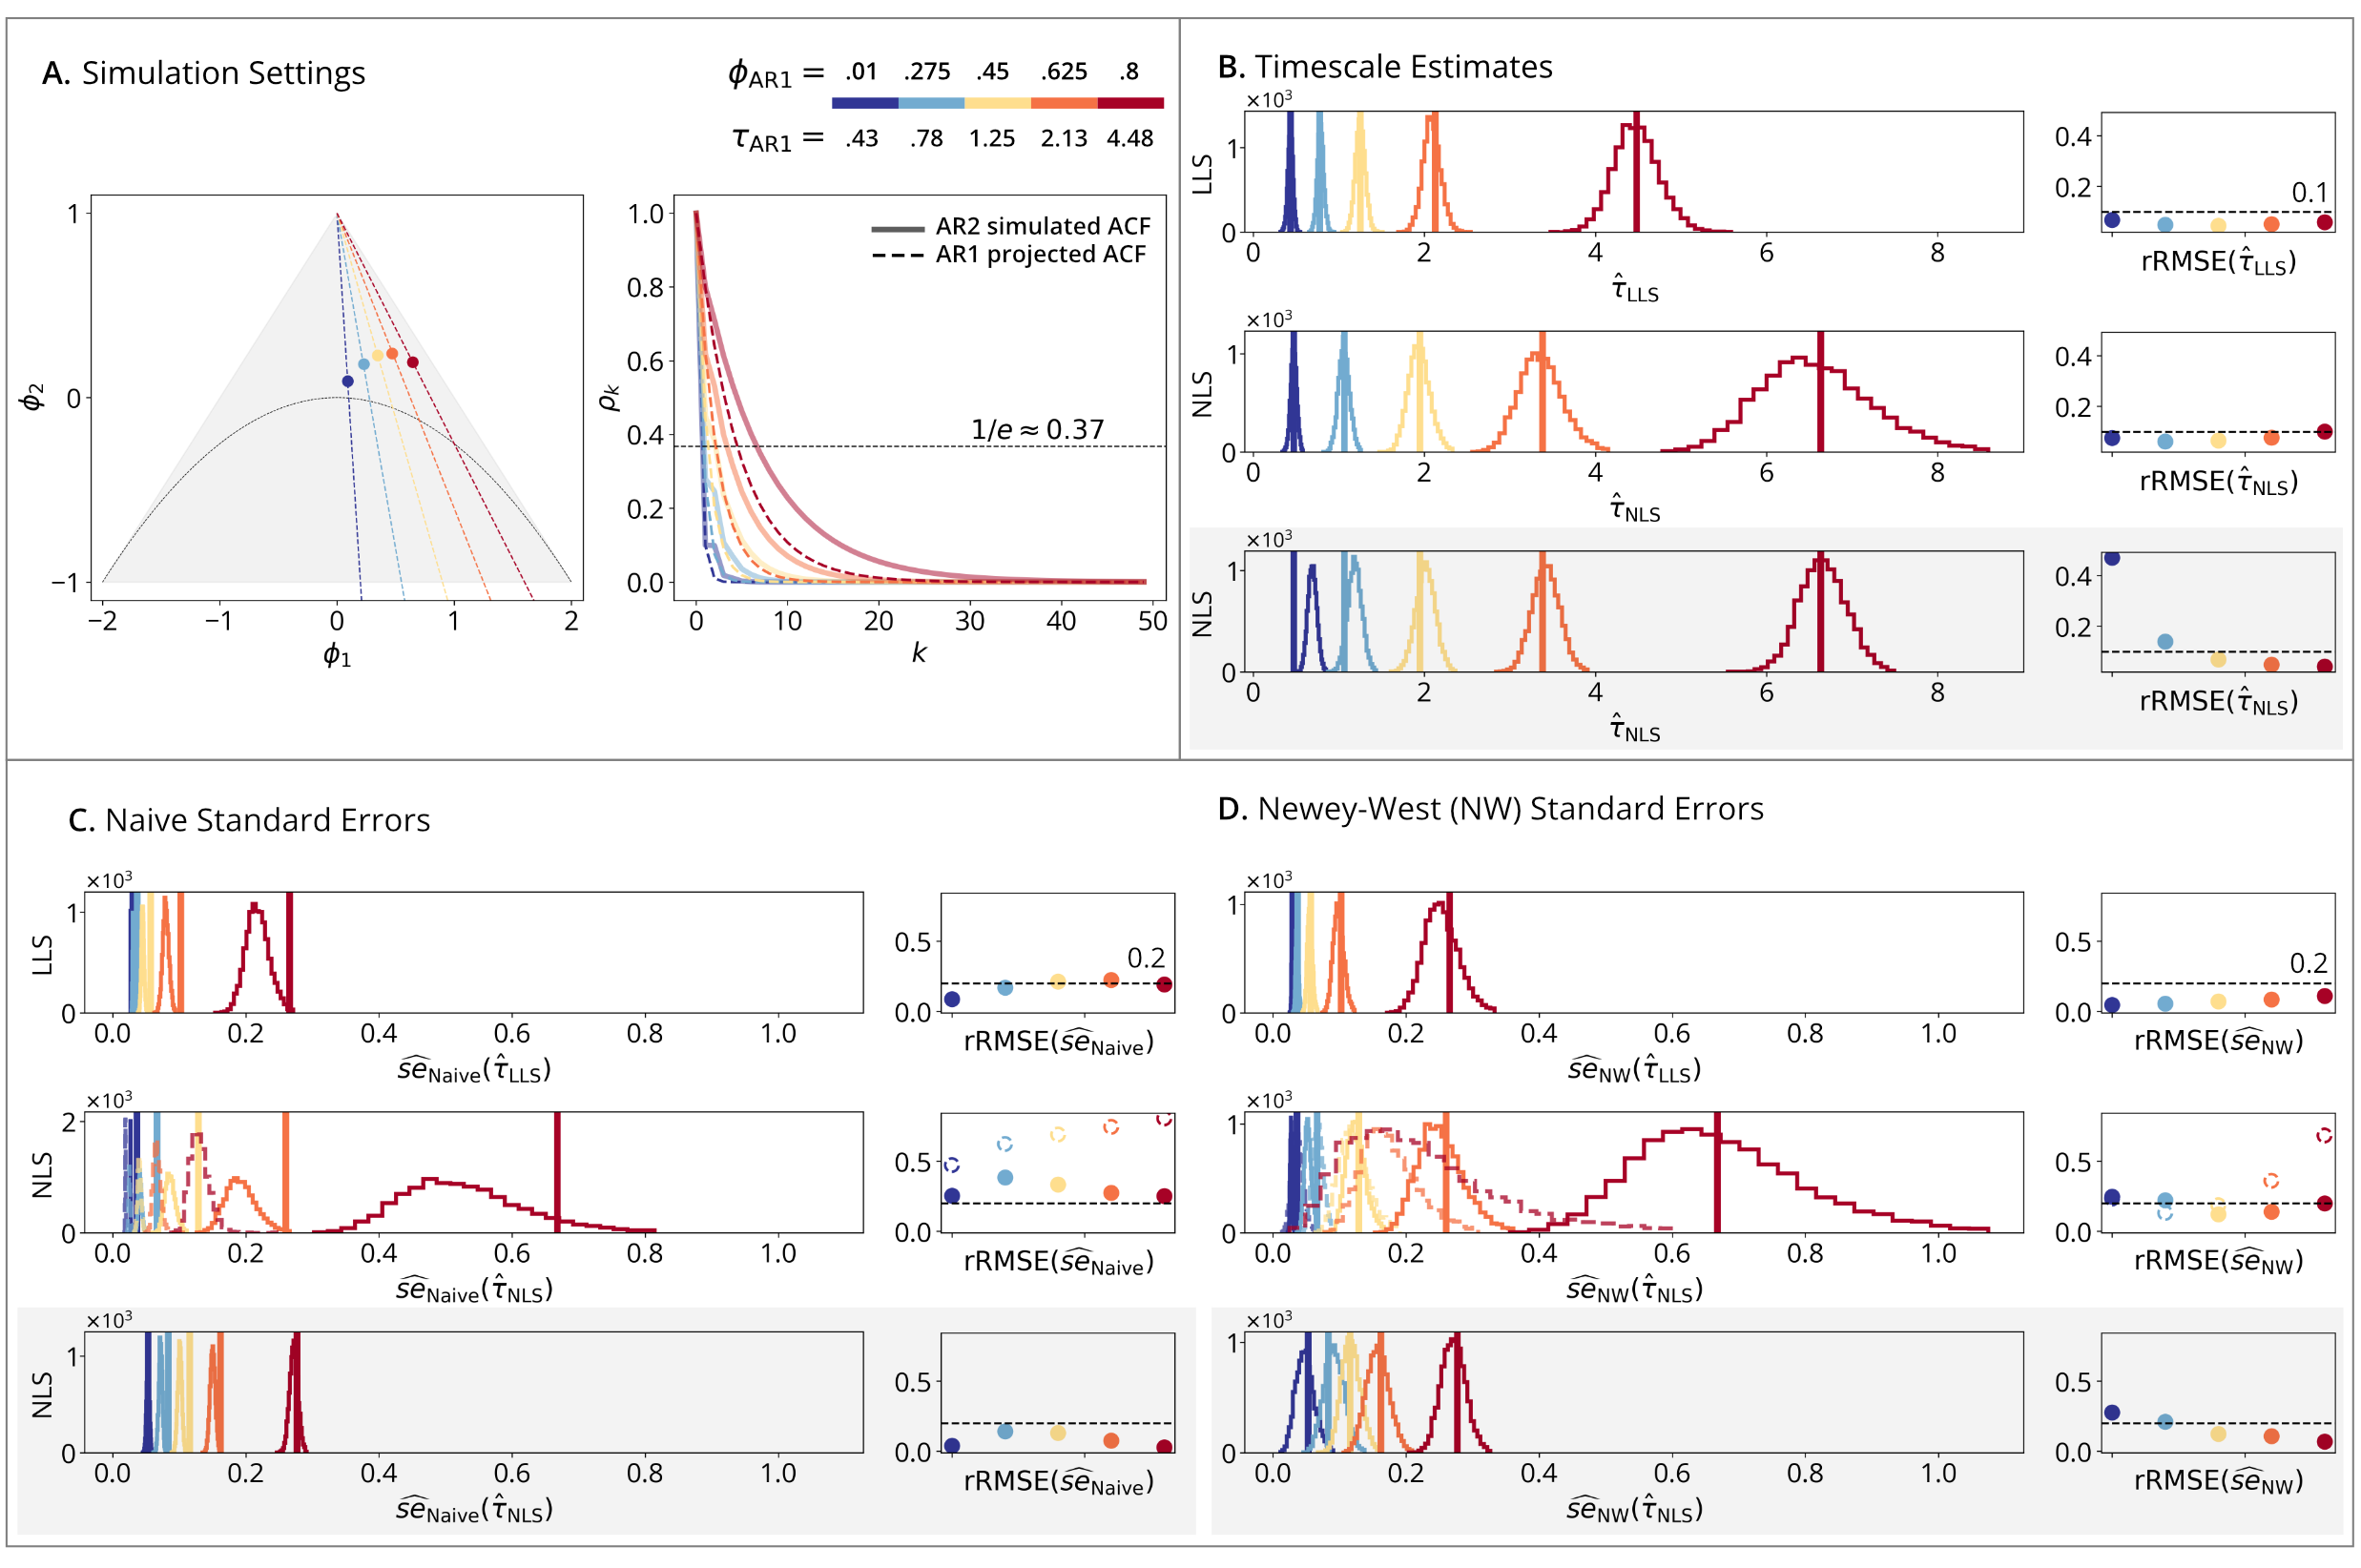 A. Simulation Settings
ϕAR1 = .01 .275 .45 .625 .8
τAR1 = .43 .78 1.25 2.13 4.48
1
0
−1
ϕ2
−2 −1 0 1 2
ϕ1
1.0
0.8
0.6
0.4
0.2
0.0
ρk
AR2 simulated ACF
AR1 projected ACF
1/e ≈ 0.37
0 10 20 30 40 50
k
B. Timescale Estimates
×10³
LLS
1
0
0 2 4 6 8
τ̂LLS
0.4
0.2
0.1
rRMSE(τ̂LLS)
×10³
NLS
1
0
0 2 4 6 8
τ̂NLS
0.4
0.2
rRMSE(τ̂NLS)
×10³
NLS
1
0
0 2 4 6 8
τ̂NLS
0.4
0.2
rRMSE(τ̂NLS)
C. Naive Standard Errors
×10³
LLS
1
0
0.0 0.2 0.4 0.6 0.8 1.0
ŝeNaive(τ̂LLS)
0.5
0.0
0.2
rRMSE(ŝeNaive)
×10³
NLS
2
0
0.0 0.2 0.4 0.6 0.8 1.0
ŝeNaive(τ̂NLS)
0.5
0.0
rRMSE(ŝeNaive)
×10³
NLS
1
0
0.0 0.2 0.4 0.6 0.8 1.0
ŝeNaive(τ̂NLS)
0.5
0.0
rRMSE(ŝeNaive)
D. Newey-West (NW) Standard Errors
×10³
1
0
0.0 0.2 0.4 0.6 0.8 1.0
ŝeNW(τ̂LLS)
0.5
0.0
0.2
rRMSE(ŝeNW)
×10³
1
0
0.0 0.2 0.4 0.6 0.8 1.0
ŝeNW(τ̂NLS)
0.5
0.0
rRMSE(ŝeNW)
×10³
1
0
0.0 0.2 0.4 0.6 0.8 1.0
ŝeNW(τ̂NLS)
0.5
0.0
rRMSE(ŝeNW)